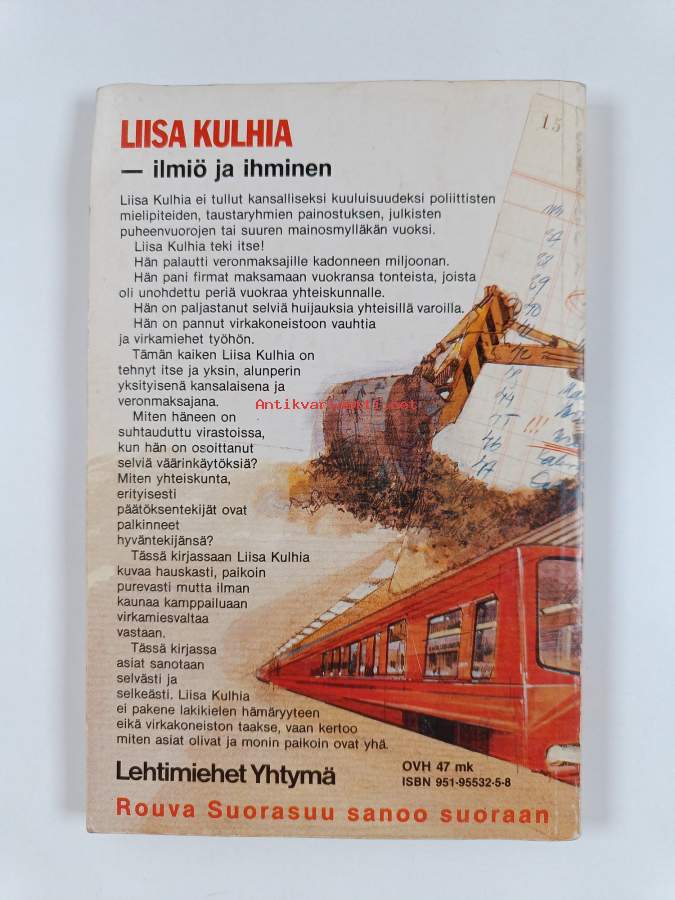 LIISA KULHIA
— ilmiö ja ihminen
Liisa Kulhia ei tullut kansalliseksi kuuluisuudeksi poliittisten
mielipiteiden, taustaryhmien painostuksen, julkisten
puheenvuorojen tai suuren mainosmylläkän vuoksi.
Liisa Kulhia teki itse!
Hän palautti veronmaksajille kadonneen miljoonan.
Hän pani firmat maksamaan vuokransa tonteista, joista
oli unohdettu periä vuokraa yhteiskunnalle.
Hän on paljastanut selviä huijauksia yhteisillä varoilla.
Hän on pannut virkakoneistoon vauhtia
ja virkamiehet työhön.
Tämän kaiken Liisa Kulhia on
tehnyt itse ja yksin, alunperin
yksityisenä kansalaisena ja
veronmaksajana.
Miten häneen on
suhtauduttu virastoissa,
kun hän on osoittanut
selviä väärinkäytöksiä?
Miten yhteiskunta,
erityisesti
päätöksentekijät ovat
palkinneet
hyväntekijänsä?
Tässä kirjassaan Liisa Kulhia
kuvaa hauskasti, paikoin
purevasti mutta ilman
kaunaa kamppailuaan
virkamiesvaltaa
vastaan.
Tässä kirjassa
asiat sanotaan
selvästi ja
selkeästi. Liisa Kulhia
ei pakene lakikielen hämäryyteen
eikä virkakoneiston taakse, vaan kertoo
miten asiat olivat ja monin paikoin ovat yhä.
Lehtimiehet Yhtymä
OVH 47 mk
ISBN 951-95532-5-8
Rouva Suorasuu sanoo suoraan
15
39
40
!!!
46
47